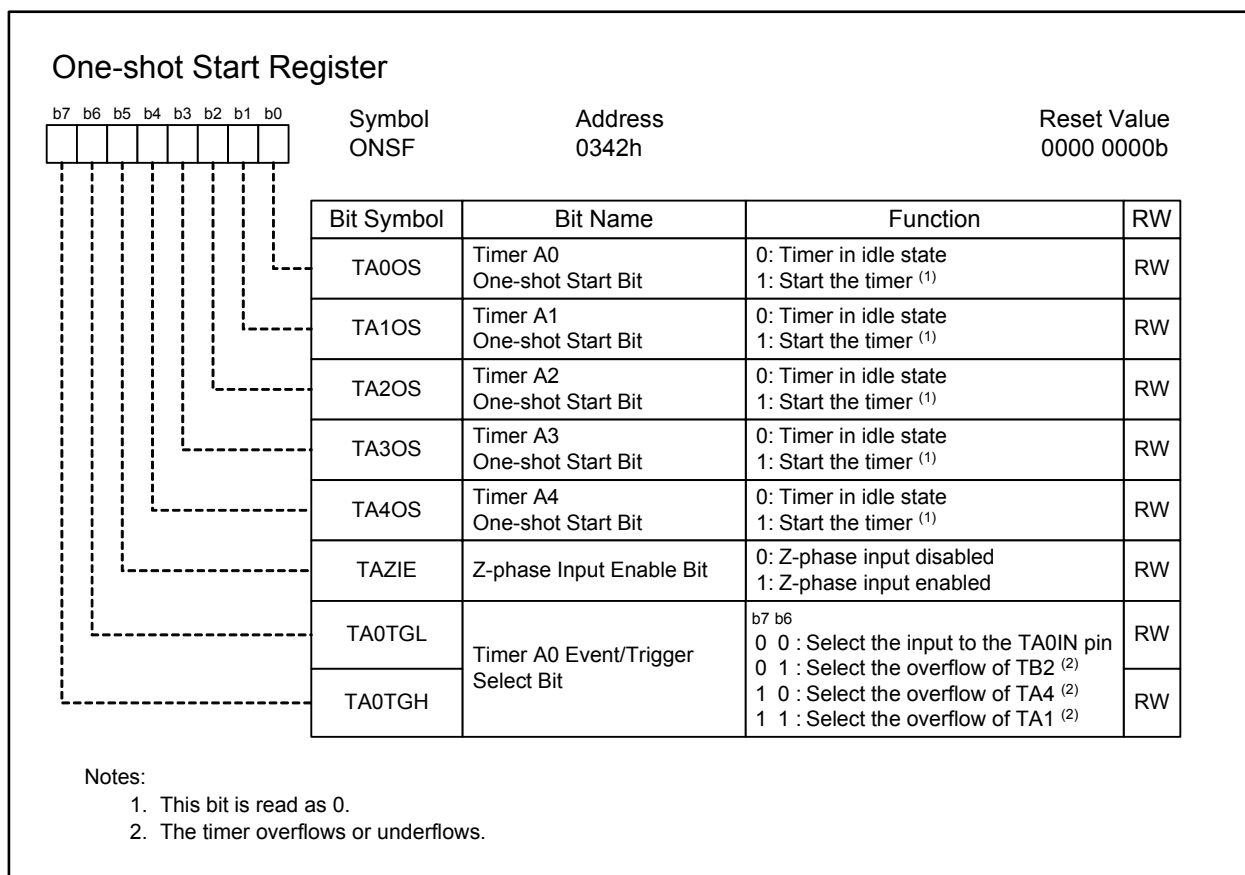 One-shot Start Register
b7 b6 b5 b4 b3 b2 b1 b0
Symbol Address Reset Value
ONSF 0342h 0000 0000b
Bit Symbol Bit Name Function RW
TA0OS Timer A0 One-shot Start Bit 0: Timer in idle state RW
1: Start the timer (1)
TA1OS Timer A1 One-shot Start Bit 0: Timer in idle state RW
1: Start the timer (1)
TA2OS Timer A2 One-shot Start Bit 0: Timer in idle state RW
1: Start the timer (1)
TA3OS Timer A3 One-shot Start Bit 0: Timer in idle state RW
1: Start the timer (1)
TA4OS Timer A4 One-shot Start Bit 0: Timer in idle state RW
1: Start the timer (1)
TAZIE Z-phase Input Enable Bit 0: Z-phase input disabled RW
1: Z-phase input enabled
TA0TGL Timer A0 Event/Trigger Select Bit b7 b6 RW
0 0 : Select the input to the TA0IN pin
0 1 : Select the overflow of TB2 (2)
TA0TGH 1 0 : Select the overflow of TA4 (2) RW
1 1 : Select the overflow of TA1 (2)
Notes:
1. This bit is read as 0.
2. The timer overflows or underflows.